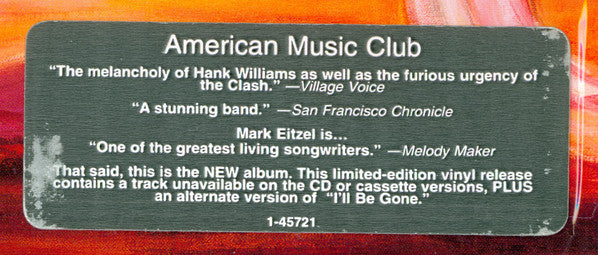 American Music Club
“The melancholy of Hank Williams as well as the furious urgency of
the Clash.” —Village Voice
“A stunning band.” —San Francisco Chronicle
Mark Eitzel is...
“One of the greatest living songwriters.” —Melody Maker
That said, this is the NEW album. This limited-edition vinyl release
contains a track unavailable on the CD or cassette versions, PLUS
an alternate version of “I’ll Be Gone.”
1-45721